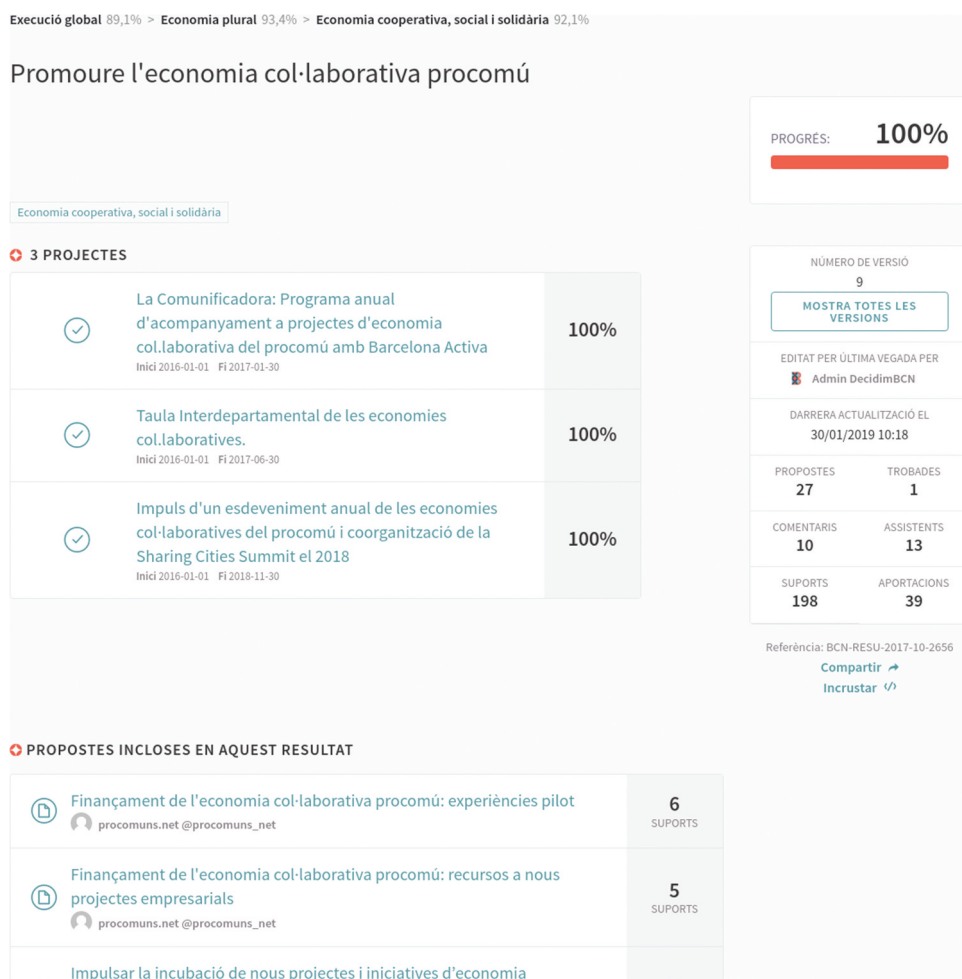 Execució global 89,1% > Economia plural 93,4% > Economia cooperativa, social i solidària 92,1%
Promoure l'economia col·laborativa procomú
PROGRÉS: 100%
Economia cooperativa, social i solidària
3 PROJECTES
La Comunificadora: Programa anual
d'acompanyament a projectes d'economia
col.laborativa del procomú amb Barcelona Activa
Inici 2016-01-01 Fi 2017-01-30
100%
Taula Interdepartamental de les economies
col.laboratives.
Inici 2016-01-01 Fi 2017-06-30
100%
Impuls d'un esdeveniment anual de les economies
col·laboratives del procomú i coorganització de la
Sharing Cities Summit el 2018
Inici 2016-01-01 Fi 2018-11-30
100%
NÚMERO DE VERSIÓ
9
MOSTRA TOTES LES
VERSIONS
EDITAT PER ÚLTIMA VEGADA PER
Admin DecidimBCN
DARRERA ACTUALITZACIÓ EL
30/01/2019 10:18
PROPOSTES TROBADES
27 1
COMENTARIS ASSISTENTS
10 13
SUPORTS APORTACIONS
198 39
Referència: BCN-RESU-2017-10-2656
Compartir
Incrustar
PROPOSTES INCLOSES EN AQUEST RESULTAT
Finançament de l'economia col·laborativa procomú: experiències pilot
procomuns.net @procomuns_net
6
SUPORTS
Finançament de l'economia col·laborativa procomú: recursos a nous
projectes empresarials
procomuns.net @procomuns_net
5
SUPORTS
Impulsar la incubació de nous projectes i iniciatives d’economia